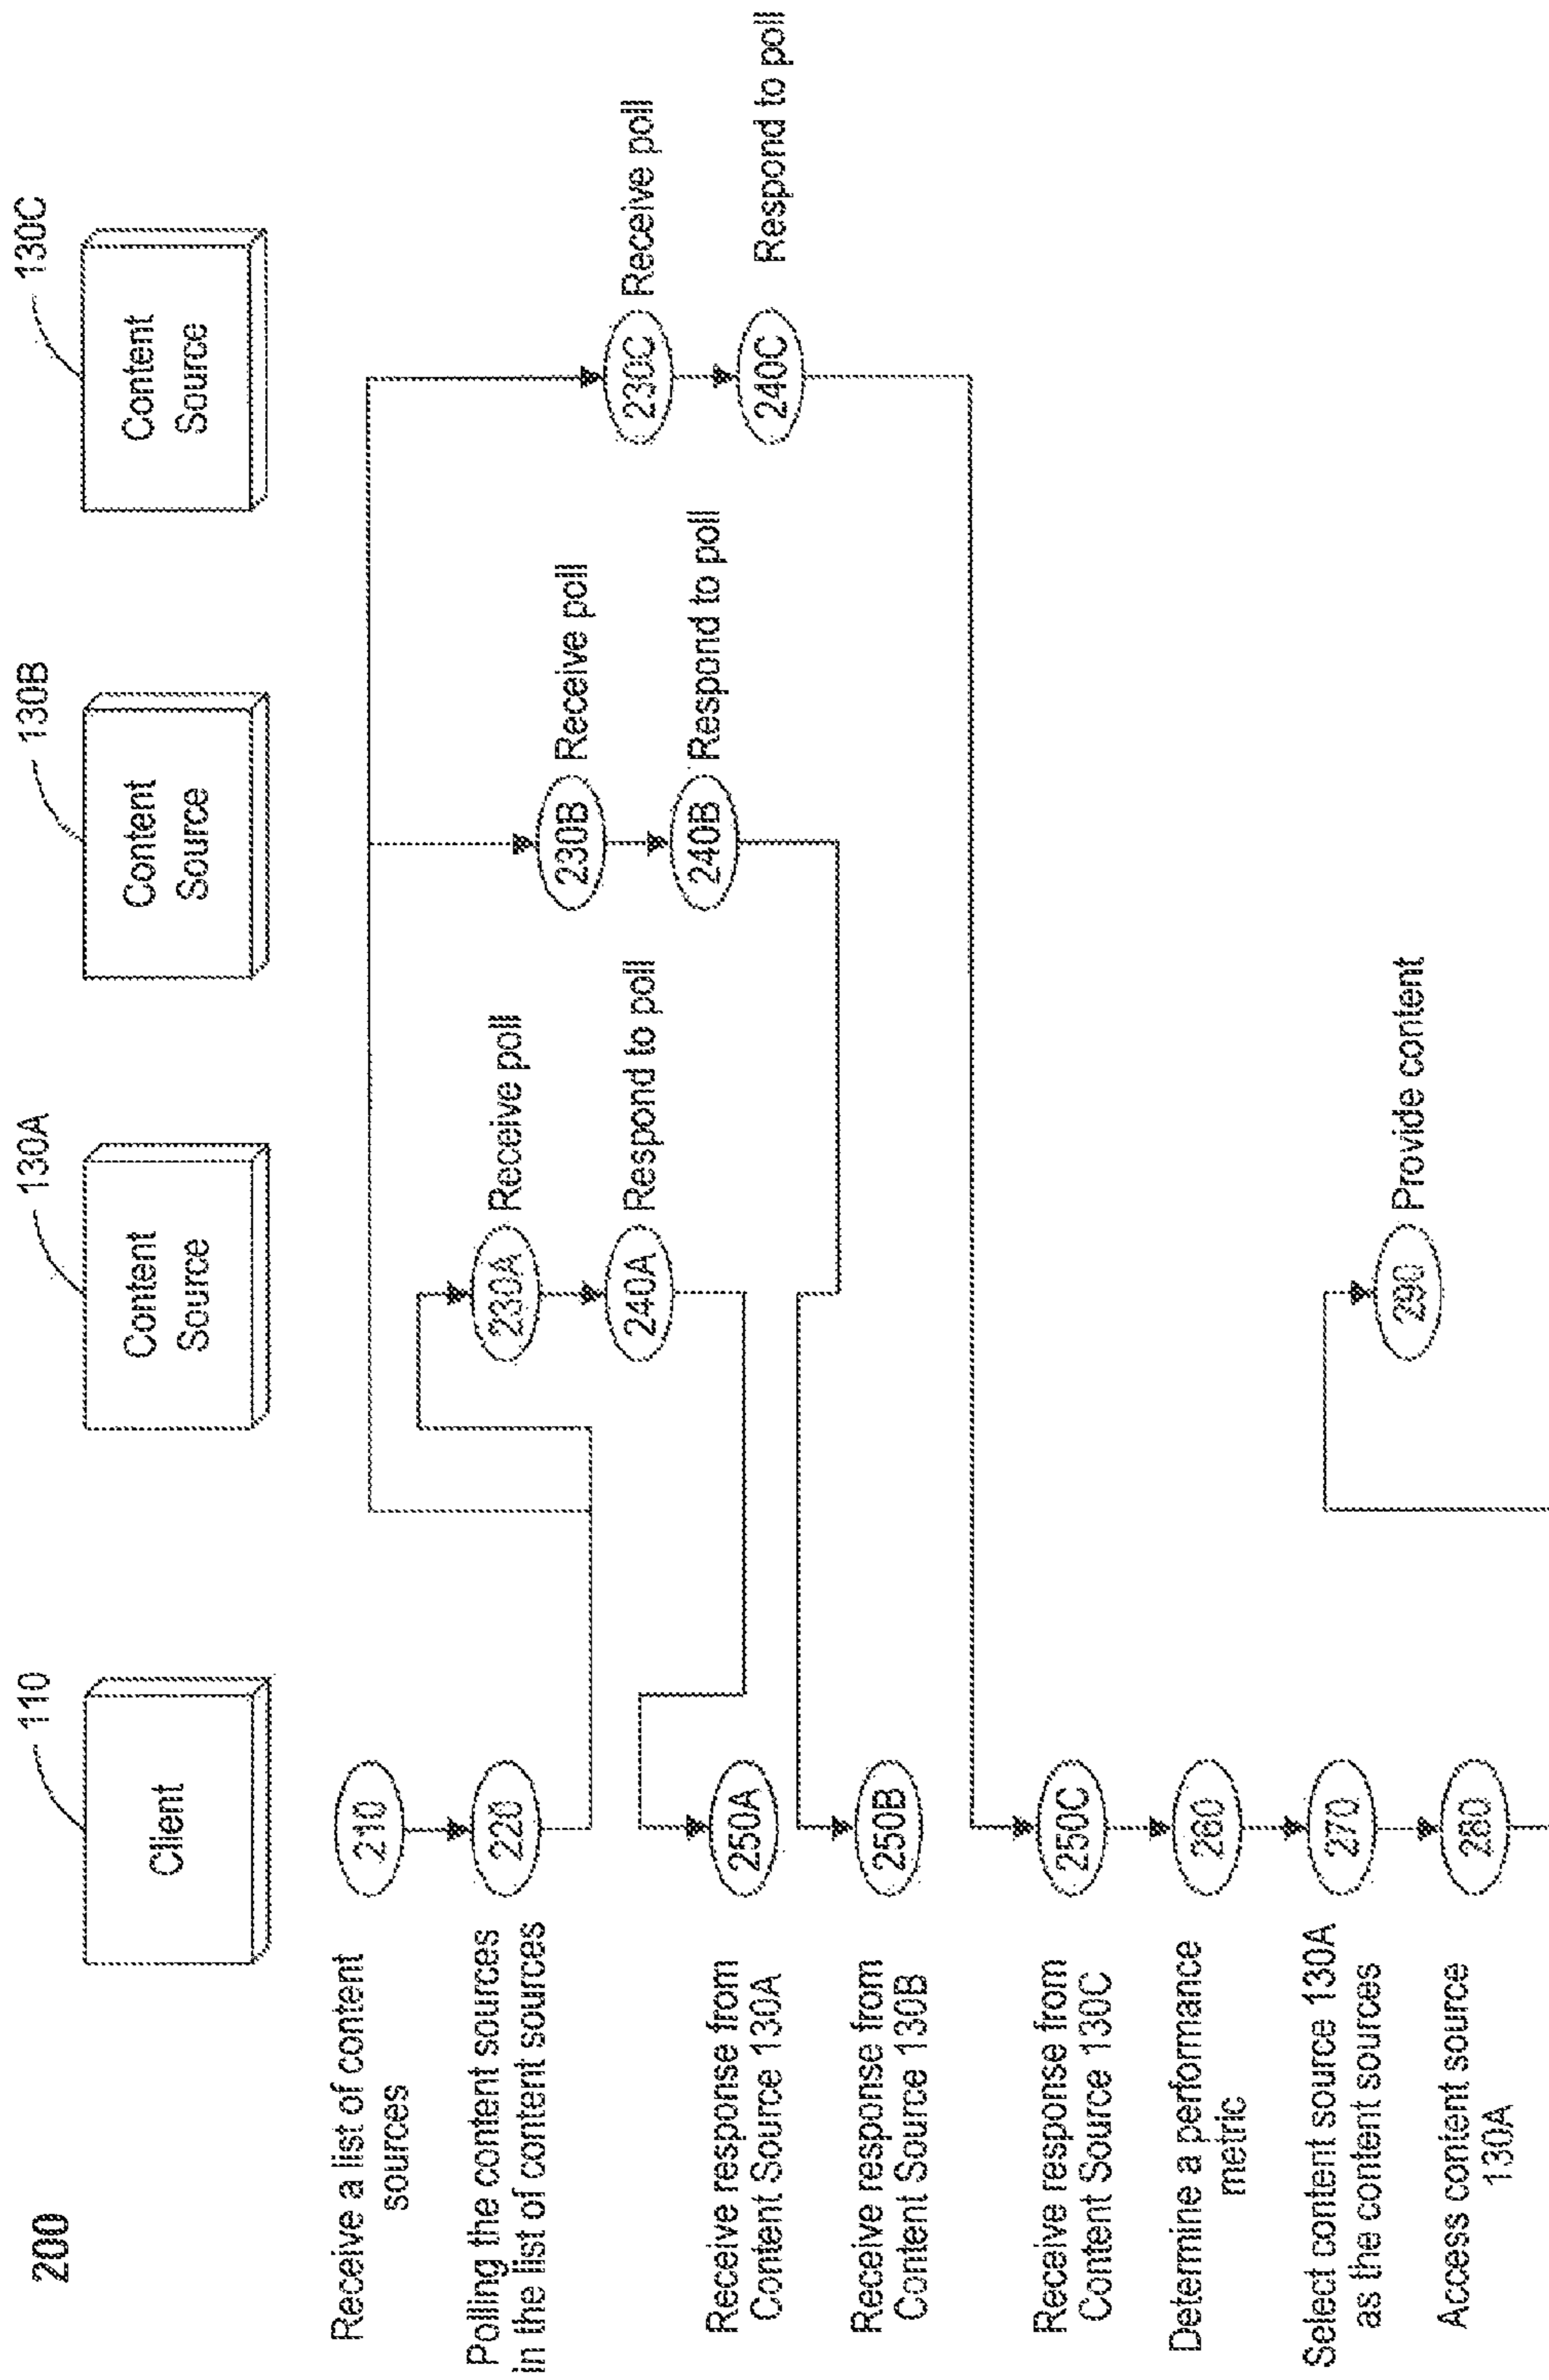 200
110
130A
130B
130C
Client
Content
Source
Content
Source
Content
Source
Receive a list of content
sources
210
Polling the content sources
in the list of content sources
220
230A
Receive poll
230B
Receive poll
230C
Receive poll
240A
Respond to poll
240B
Respond to poll
240C
Respond to poll
Receive response from
Content Source 130A
250A
Receive response from
Content Source 130B
250B
Receive response from
Content Source 130C
250C
Determine a performance
metric
260
Select content source 130A
as the content sources
270
Access content source
130A
280
290
Provide content